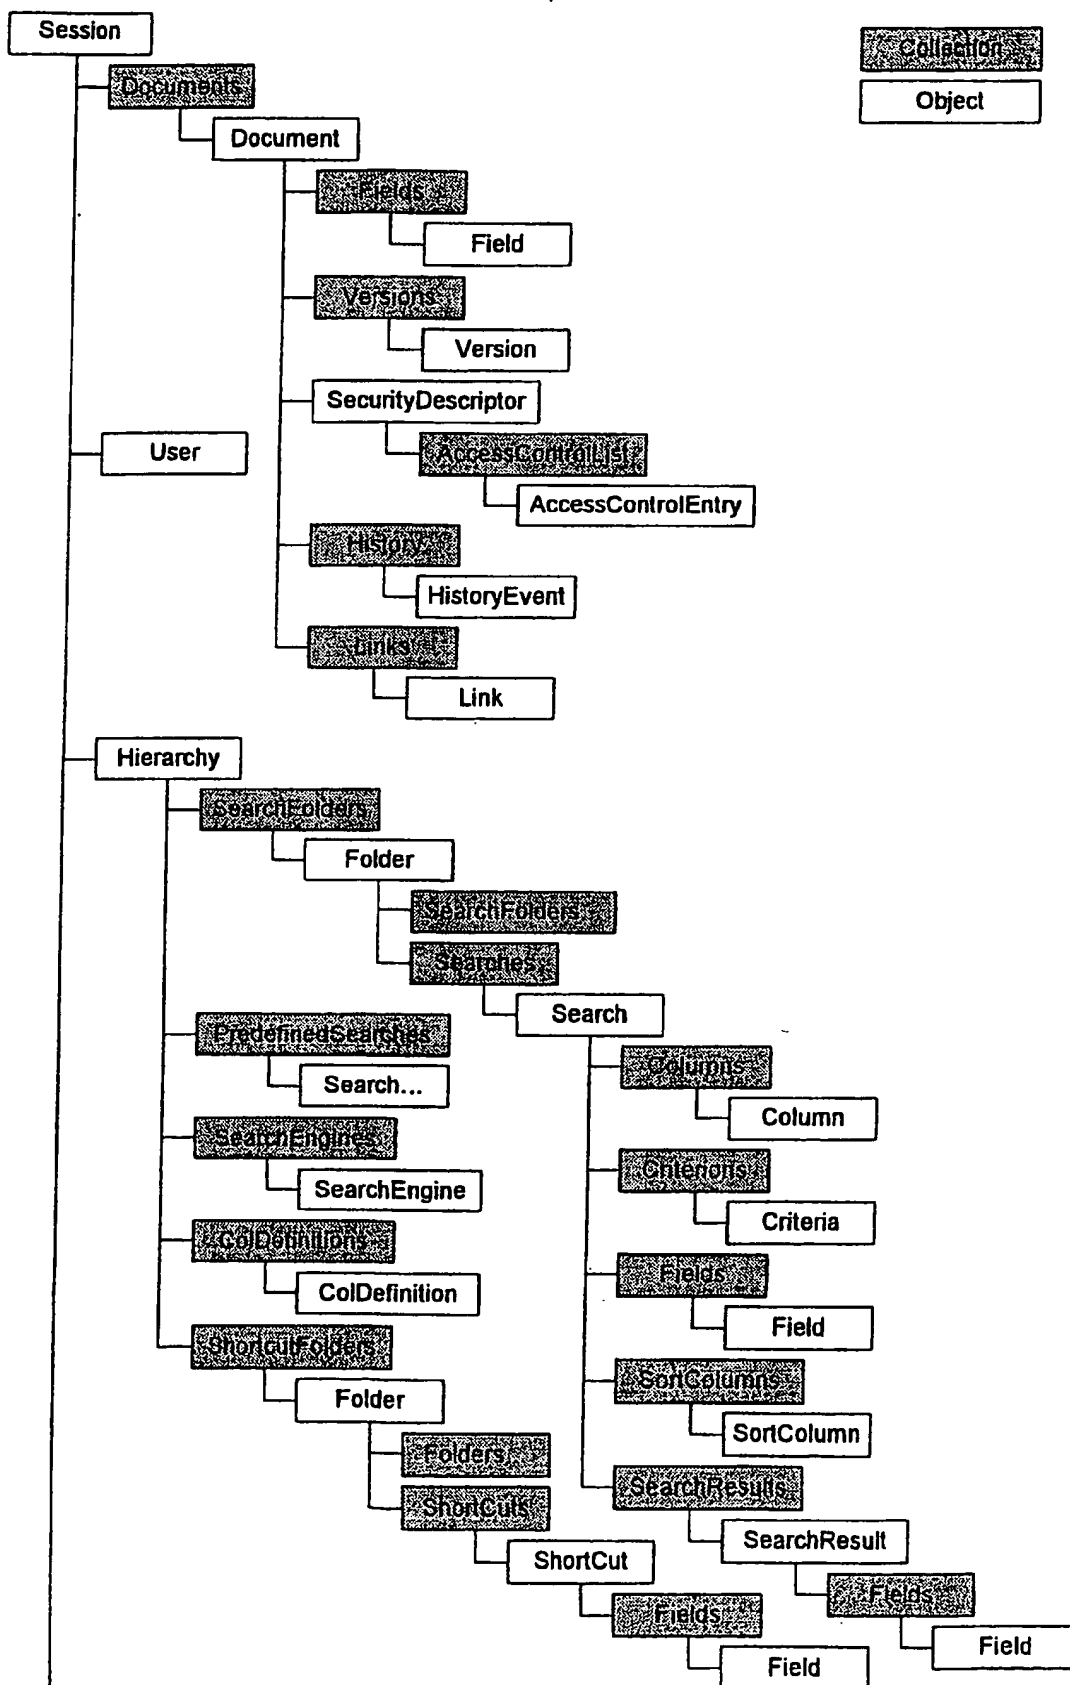 Session
Collection
Documents
Object
Document
Fields
Field
Versions
Version
SecurityDescriptor
User
AccessControlList
AccessControlEntry
History
HistoryEvent
Links
Link
Hierarchy
SearchFolders
Folder
SearchFolders
Searches
Search
PredefinedSearches
Columns
Search...
Column
SearchEngines
Criterions
SearchEngine
Criteria
ColDefinitions
Fields
ColDefinition
Field
ShortcutFolders
SortColumns
Folder
SortColumn
Folders
SearchResults
ShortCuts
SearchResult
ShortCut
Fields
Fields
Field
Field